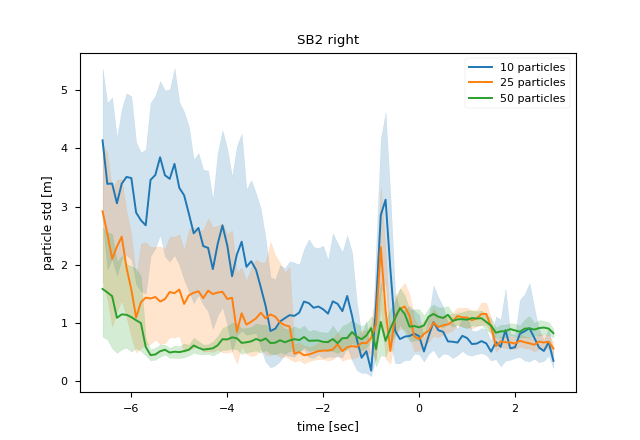 SB2 right
10 particles
25 particles
50 particles
particle std [m]
5
4
3
2
1
0
−6
−4
−2
0
2
time [sec]